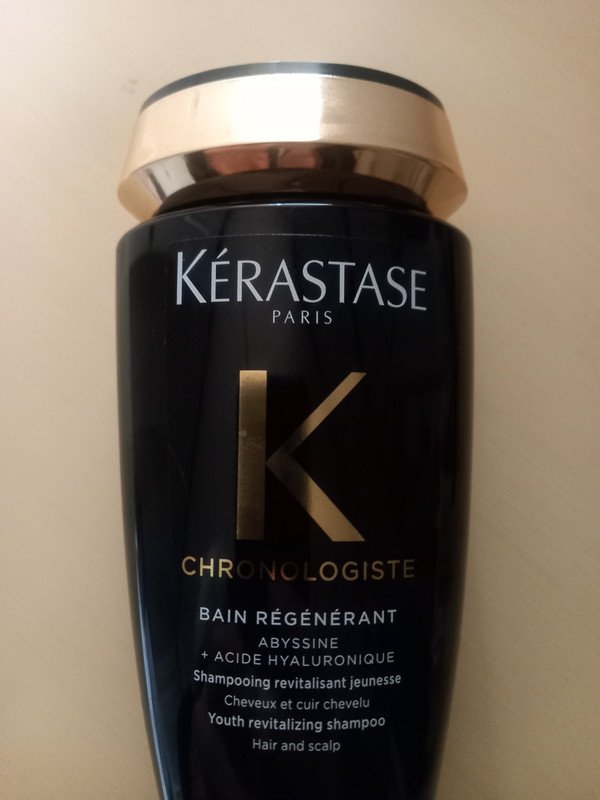 KÉRASTASE
PARIS
K
CHRONOLOGISTE
BAIN RÉGÉNÉRANT
ABYSSINE
+ ACIDE HYALURONIQUE
Shampooing revitalisant jeunesse
Cheveux et cuir chevelu
Youth revitalizing shampoo
Hair and scalp